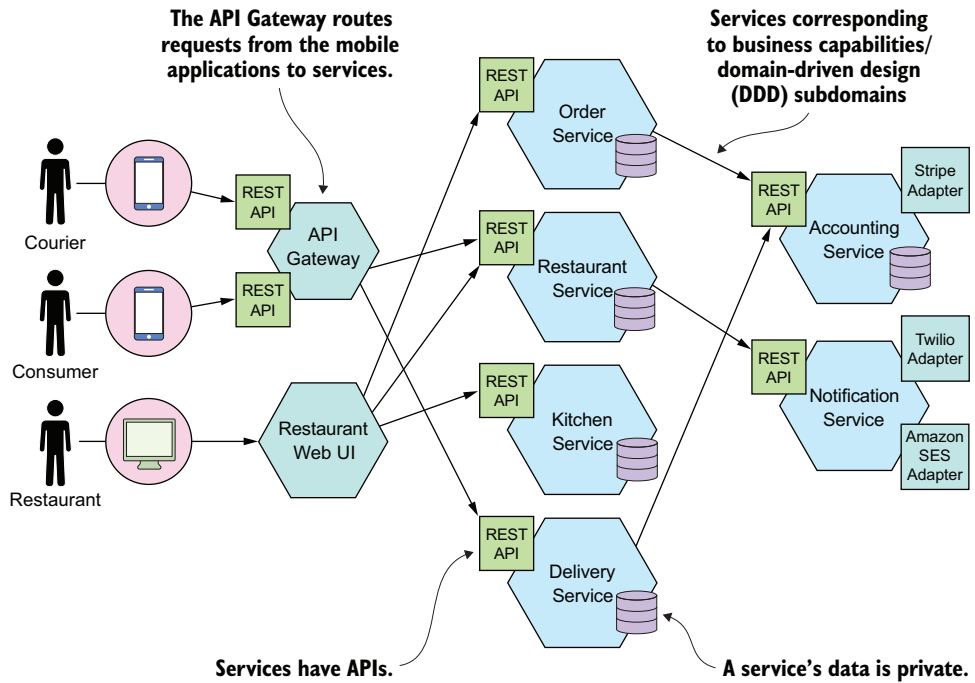 The API Gateway routes
requests from the mobile
applications to services.
Services corresponding
to business capabilities/
domain-driven design
(DDD) subdomains
REST
API
Order
Service
Courier
REST
API
API
Gateway
REST
API
Consumer
REST
API
Restaurant
Service
REST
API
Accounting
Service
Stripe
Adapter
Restaurant
Web UI
Restaurant
REST
API
Kitchen
Service
REST
API
Notification
Service
Twilio
Adapter
Amazon
SES
Adapter
REST
API
Delivery
Service
Services have APIs.
A service’s data is private.